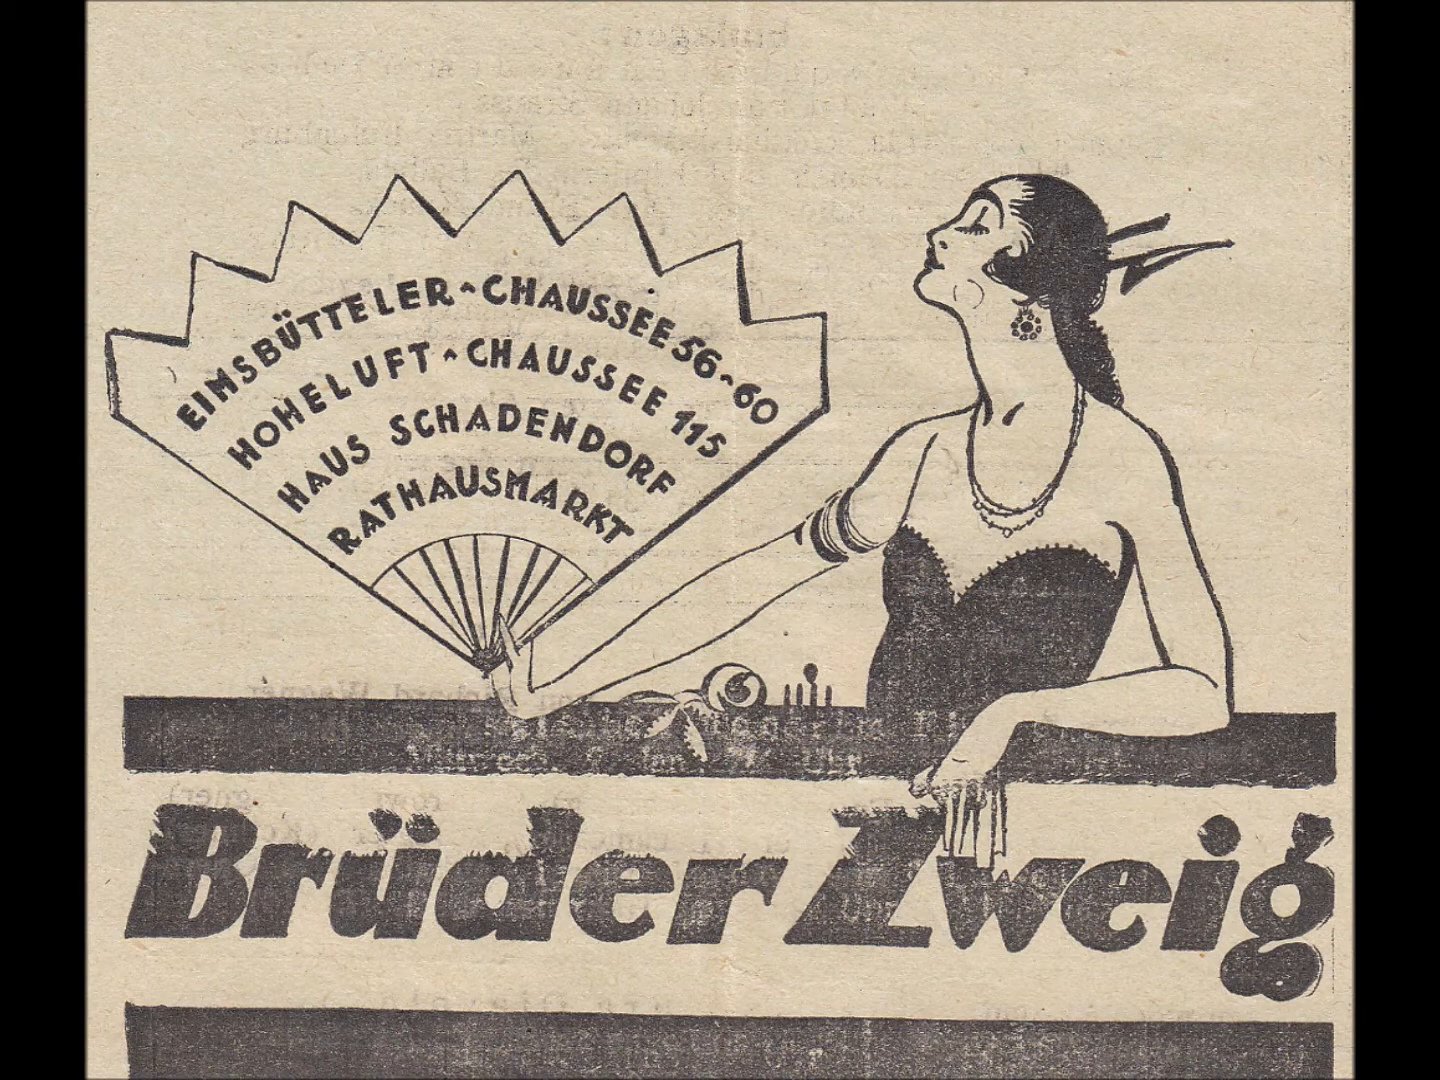 EIMSBÜTTELER-CHAUSSEE 56-60
HOHELUFT-CHAUSSEE 115
HAUS SCHADENDORF
RATHAUSMARKT
Brüder Zweig